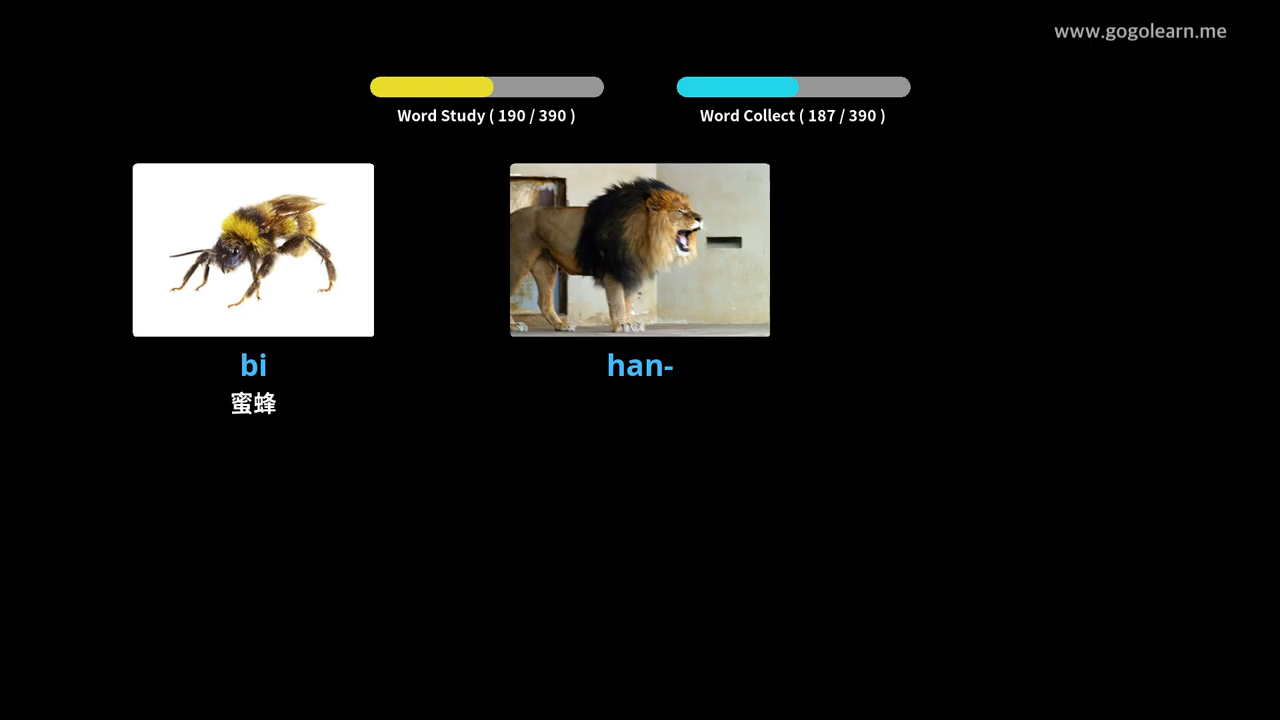 www.gogolearn.me
Word Study ( 190 / 390 )
Word Collect ( 187 / 390 )
bi
蜜蜂
han-